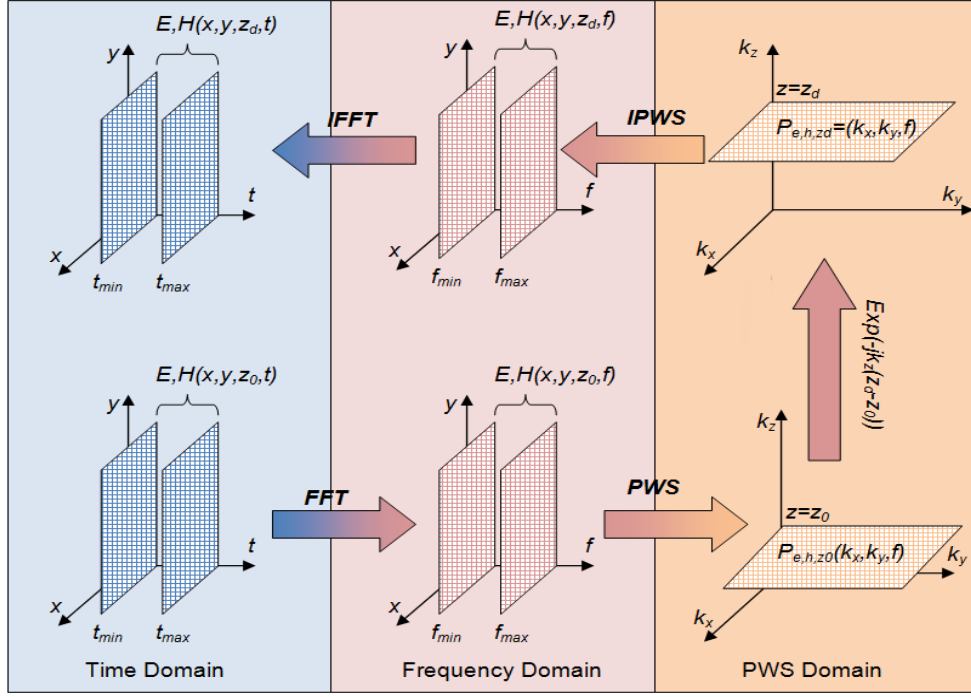 E,H(x,y,z_d,t)
y
t
x
t_min
t_max
IFFT
E,H(x,y,z_d,f)
y
f
x
f_min
f_max
IPWS
k_z
z=z_d
P_e,h,zd=(k_x,k_y,f)
k_y
k_x
Exp(-jk_z(z_d-z_0))
E,H(x,y,z_0,t)
y
t
x
t_min
t_max
FFT
E,H(x,y,z_0,f)
y
f
x
f_min
f_max
PWS
k_z
z=z_0
P_e,h,z0(k_x,k_y,f)
k_y
k_x
Time Domain
Frequency Domain
PWS Domain